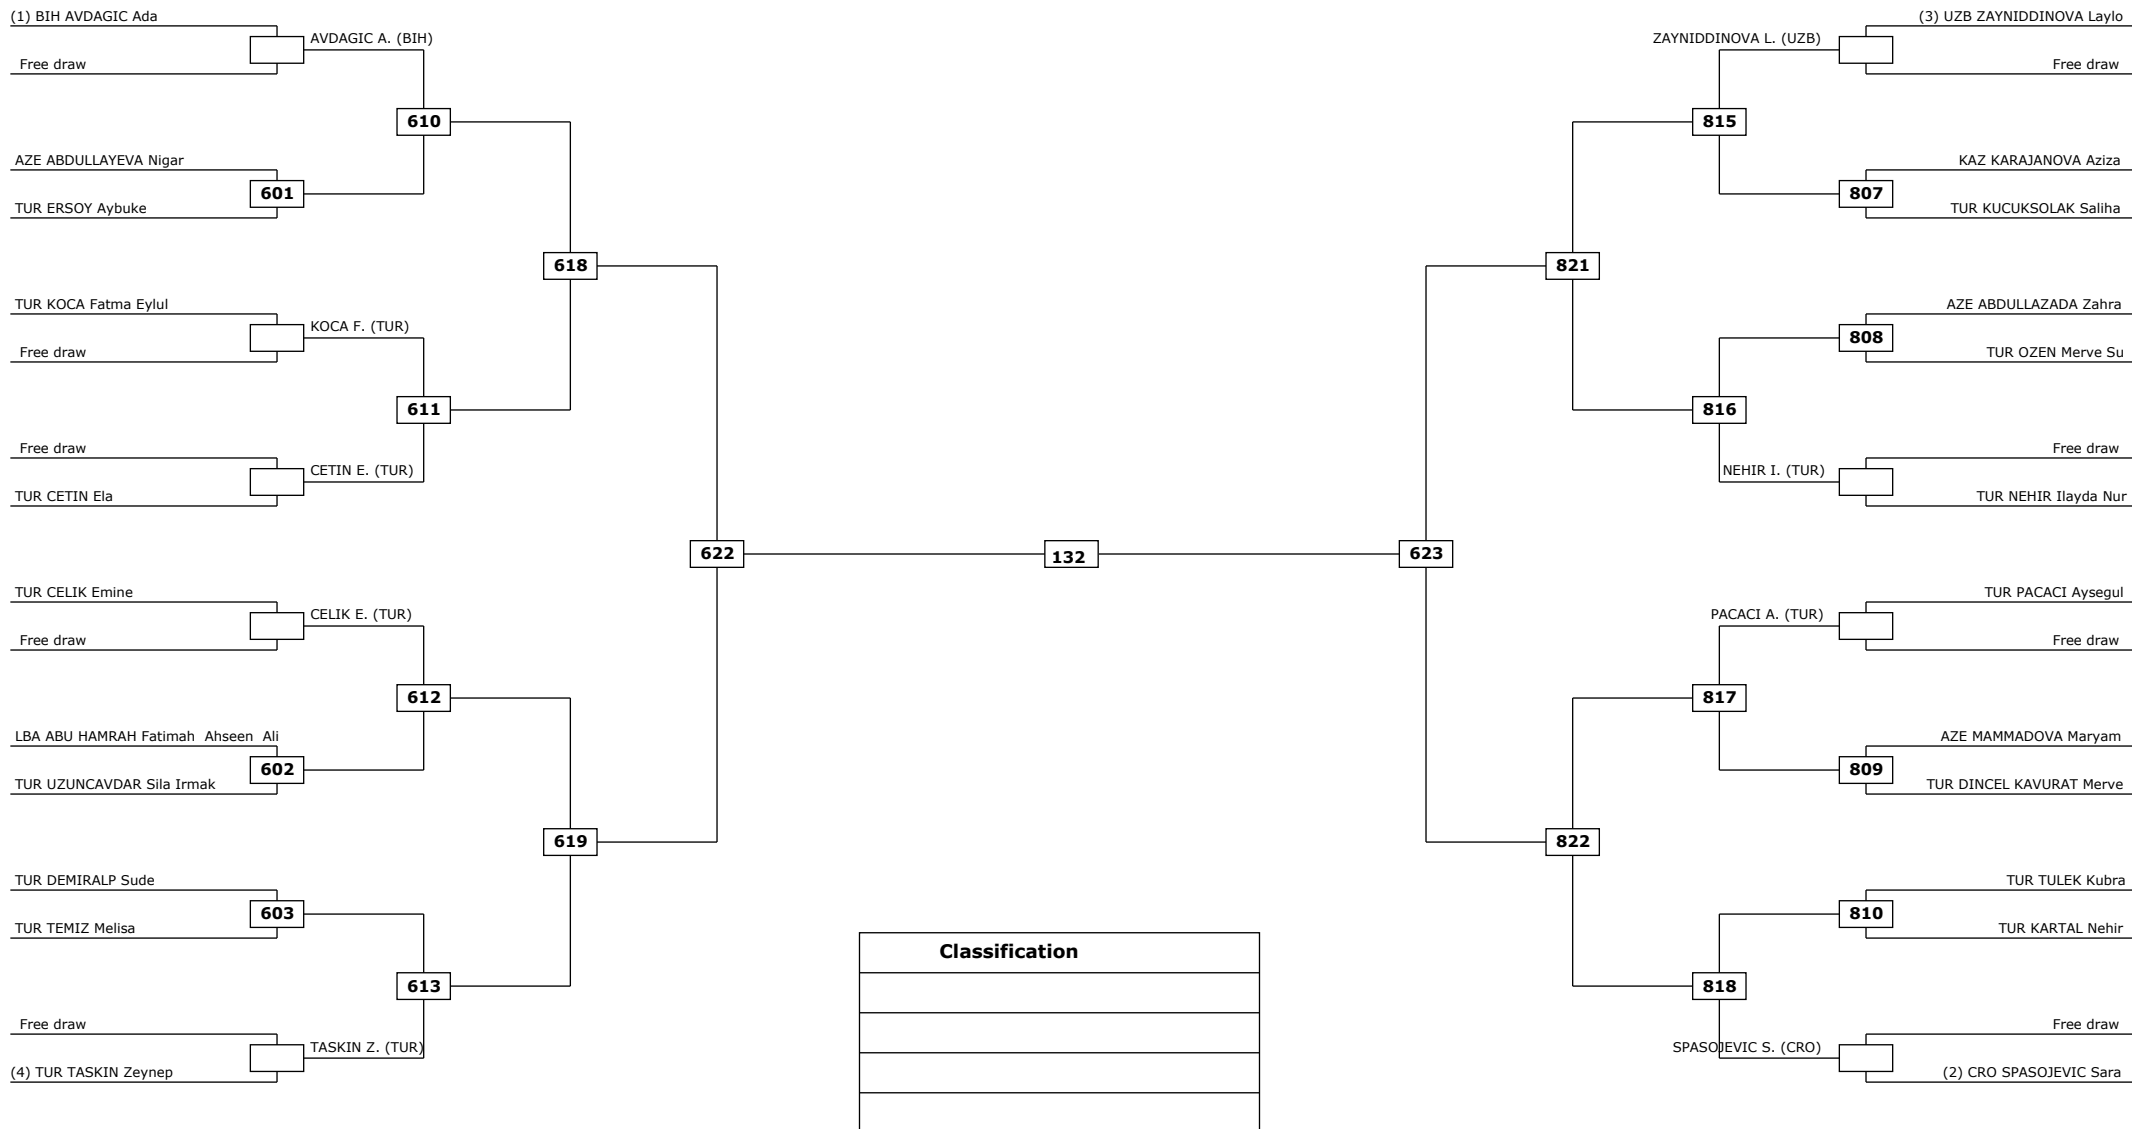 (1) BIH AVDAGIC Ada
AVDAGIC A. (BIH)
Free draw
610
AZE ABDULLAYEVA Nigar
601
TUR ERSOY Aybuke
618
TUR KOCA Fatma Eylul
KOCA F. (TUR)
Free draw
611
Free draw
CETIN E. (TUR)
TUR CETIN Ela
622
TUR CELIK Emine
CELIK E. (TUR)
Free draw
612
LBA ABU HAMRAH Fatimah Ahseen Ali
602
TUR UZUNCAVDAR Sila Irmak
619
TUR DEMIRALP Sude
603
TUR TEMIZ Melisa
613
Free draw
TASKIN Z. (TUR)
(4) TUR TASKIN Zeynep
132
(3) UZB ZAYNIDDINOVA Laylo
ZAYNIDDINOVA L. (UZB)
Free draw
815
KAZ KARAJANOVA Aziza
807
TUR KUCUKSOLAK Saliha
821
AZE ABDULLAZADA Zahra
808
TUR OZEN Merve Su
816
Free draw
NEHIR I. (TUR)
TUR NEHIR Ilayda Nur
623
TUR PACACI Aysegul
PACACI A. (TUR)
Free draw
817
AZE MAMMADOVA Maryam
809
TUR DINCEL KAVURAT Merve
822
TUR TULEK Kubra
810
TUR KARTAL Nehir
818
Free draw
SPASOJEVIC S. (CRO)
(2) CRO SPASOJEVIC Sara
Classification